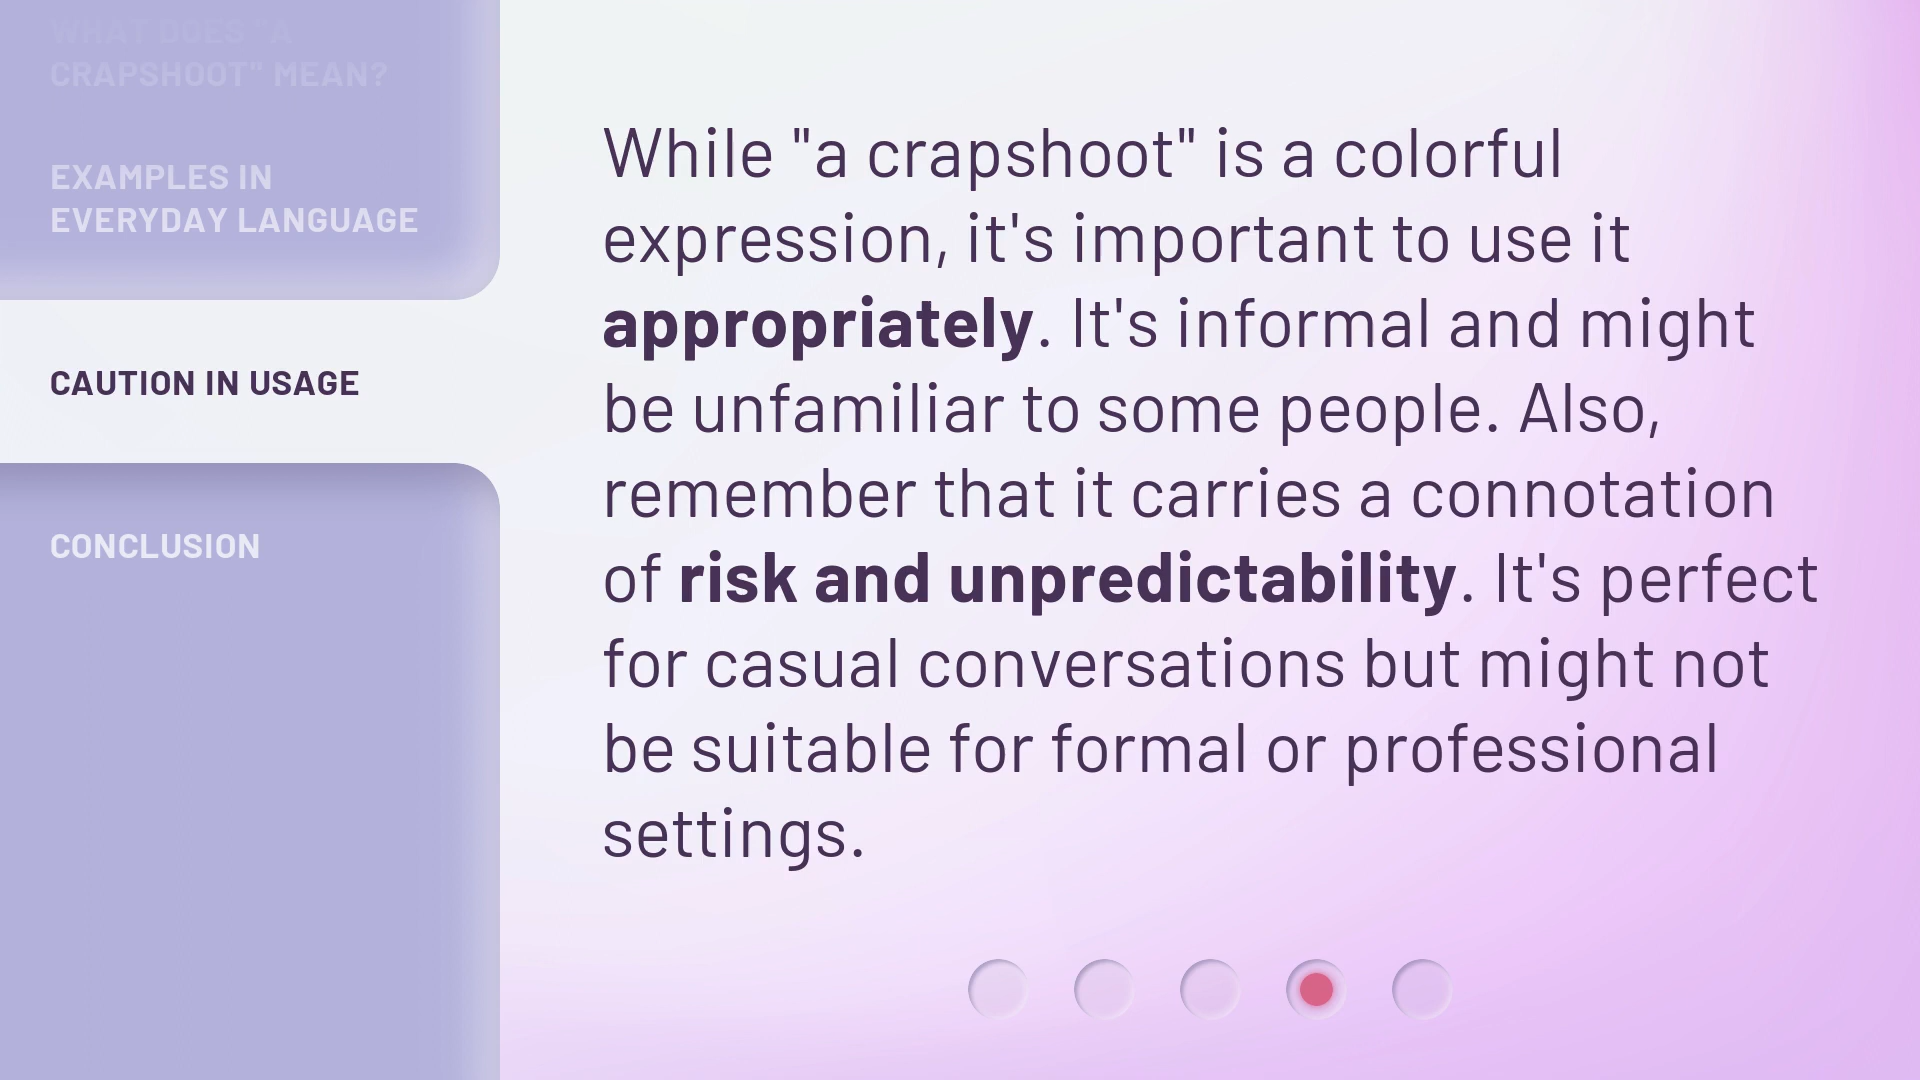 WHAT DOES "A
CRAPSHOOT" MEAN?
EXAMPLES IN
EVERYDAY LANGUAGE
CAUTION IN USAGE
CONCLUSION
While "a crapshoot" is a colorful
expression, it's important to use it
appropriately. It's informal and might
be unfamiliar to some people. Also,
remember that it carries a connotation
of risk and unpredictability. It's perfect
for casual conversations but might not
be suitable for formal or professional
settings.